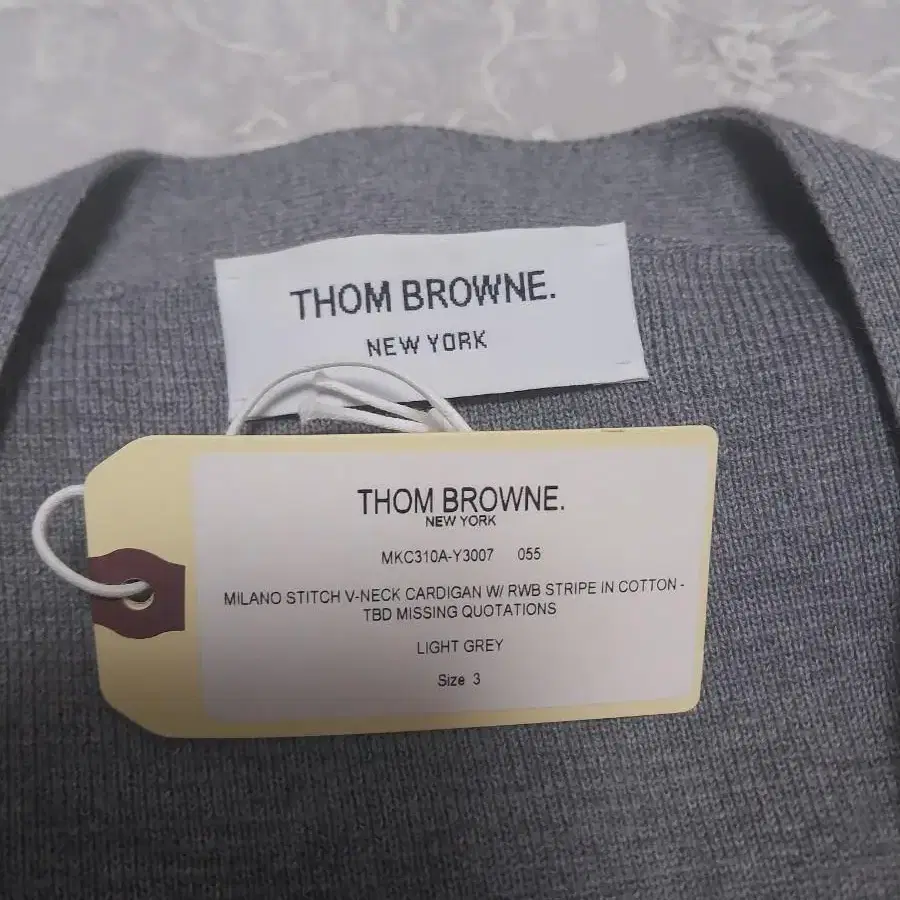 THOM BROWNE.
NEW YORK
THOM BROWNE.
NEW YORK
MKC310A-Y3007 055
MILANO STITCH V-NECK CARDIGAN W/ RWB STRIPE IN COTTON -
TBD MISSING QUOTATIONS
LIGHT GREY
Size 3